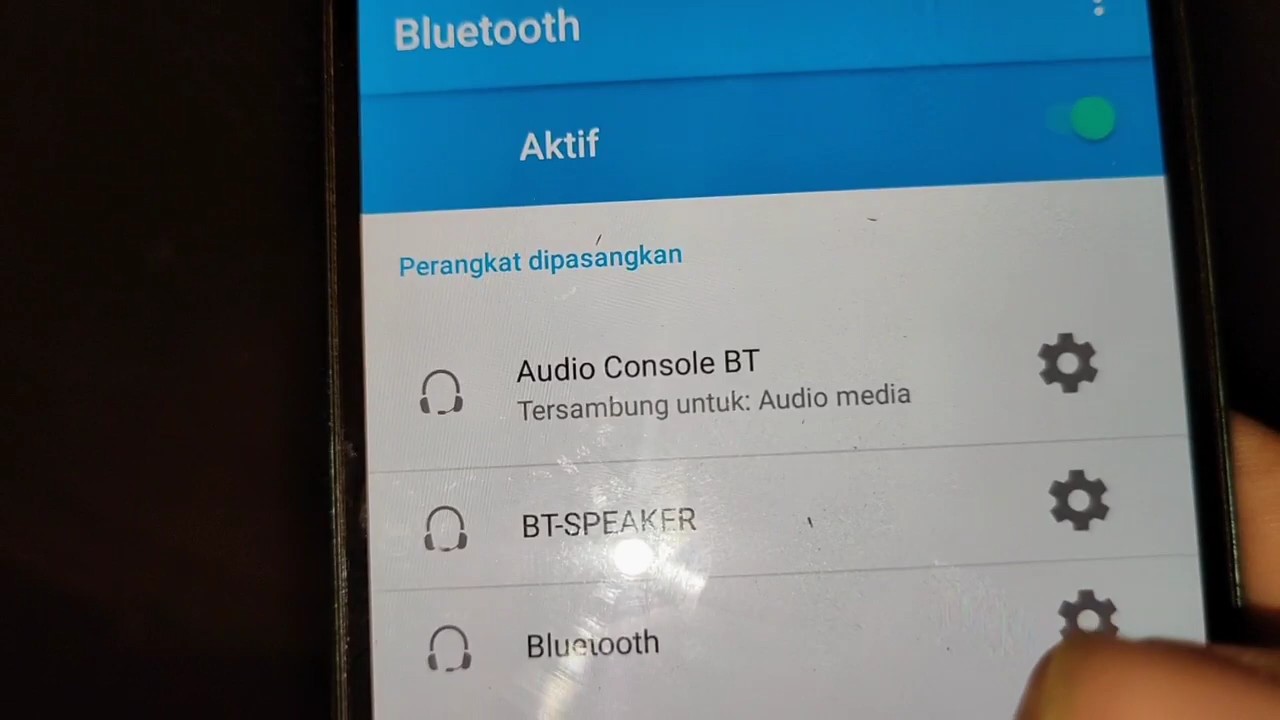 Bluetooth
Aktif
Perangkat dipasangkan
Audio Console BT
Tersambung untuk: Audio media
BT-SPEAKER
Bluetooth